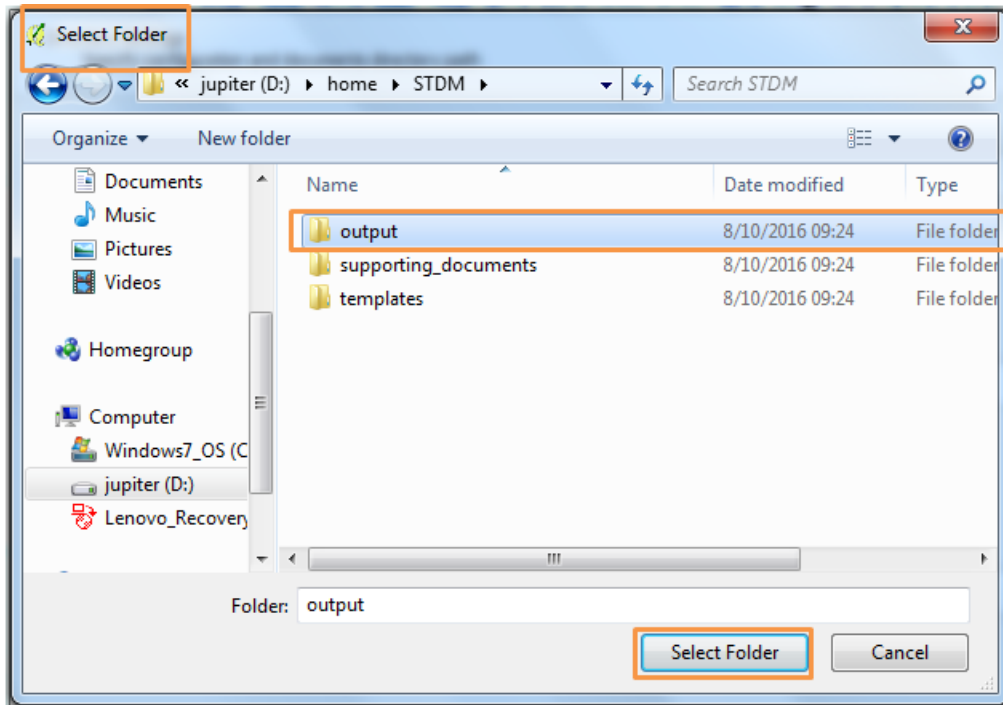 Select Folder
« jupiter (D:) ▸ home ▸ STDM ▸
Search STDM
Organize
New folder
Documents
Music
Pictures
Videos
Homegroup
Computer
Windows7_OS (C
jupiter (D:)
Lenovo_Recovery
Name Date modified Type
output 8/10/2016 09:24 File folder
supporting_documents 8/10/2016 09:24 File folder
templates 8/10/2016 09:24 File folder
Folder: output
Select Folder Cancel